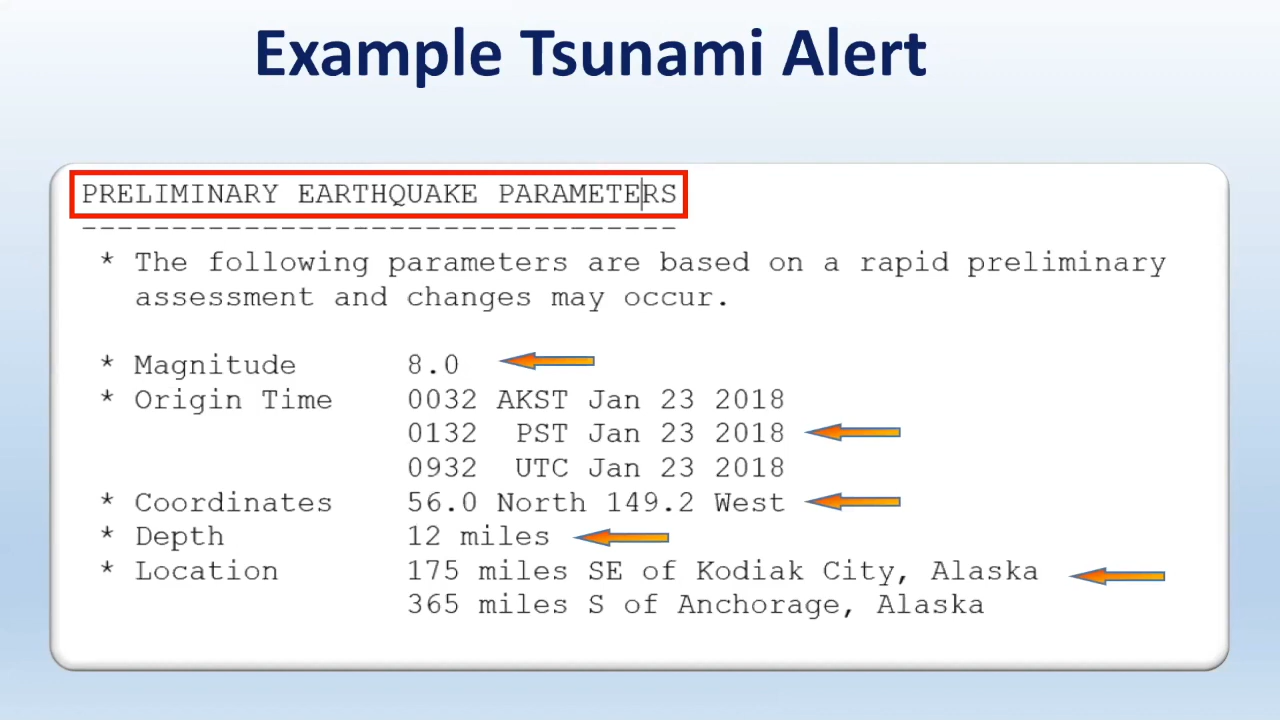 Example Tsunami Alert
PRELIMINARY EARTHQUAKE PARAMETERS
---------------------------------
* The following parameters are based on a rapid preliminary
assessment and changes may occur.
* Magnitude 8.0
* Origin Time 0032 AKST Jan 23 2018
0132 PST Jan 23 2018
0932 UTC Jan 23 2018
* Coordinates 56.0 North 149.2 West
* Depth 12 miles
* Location 175 miles SE of Kodiak City, Alaska
365 miles S of Anchorage, Alaska